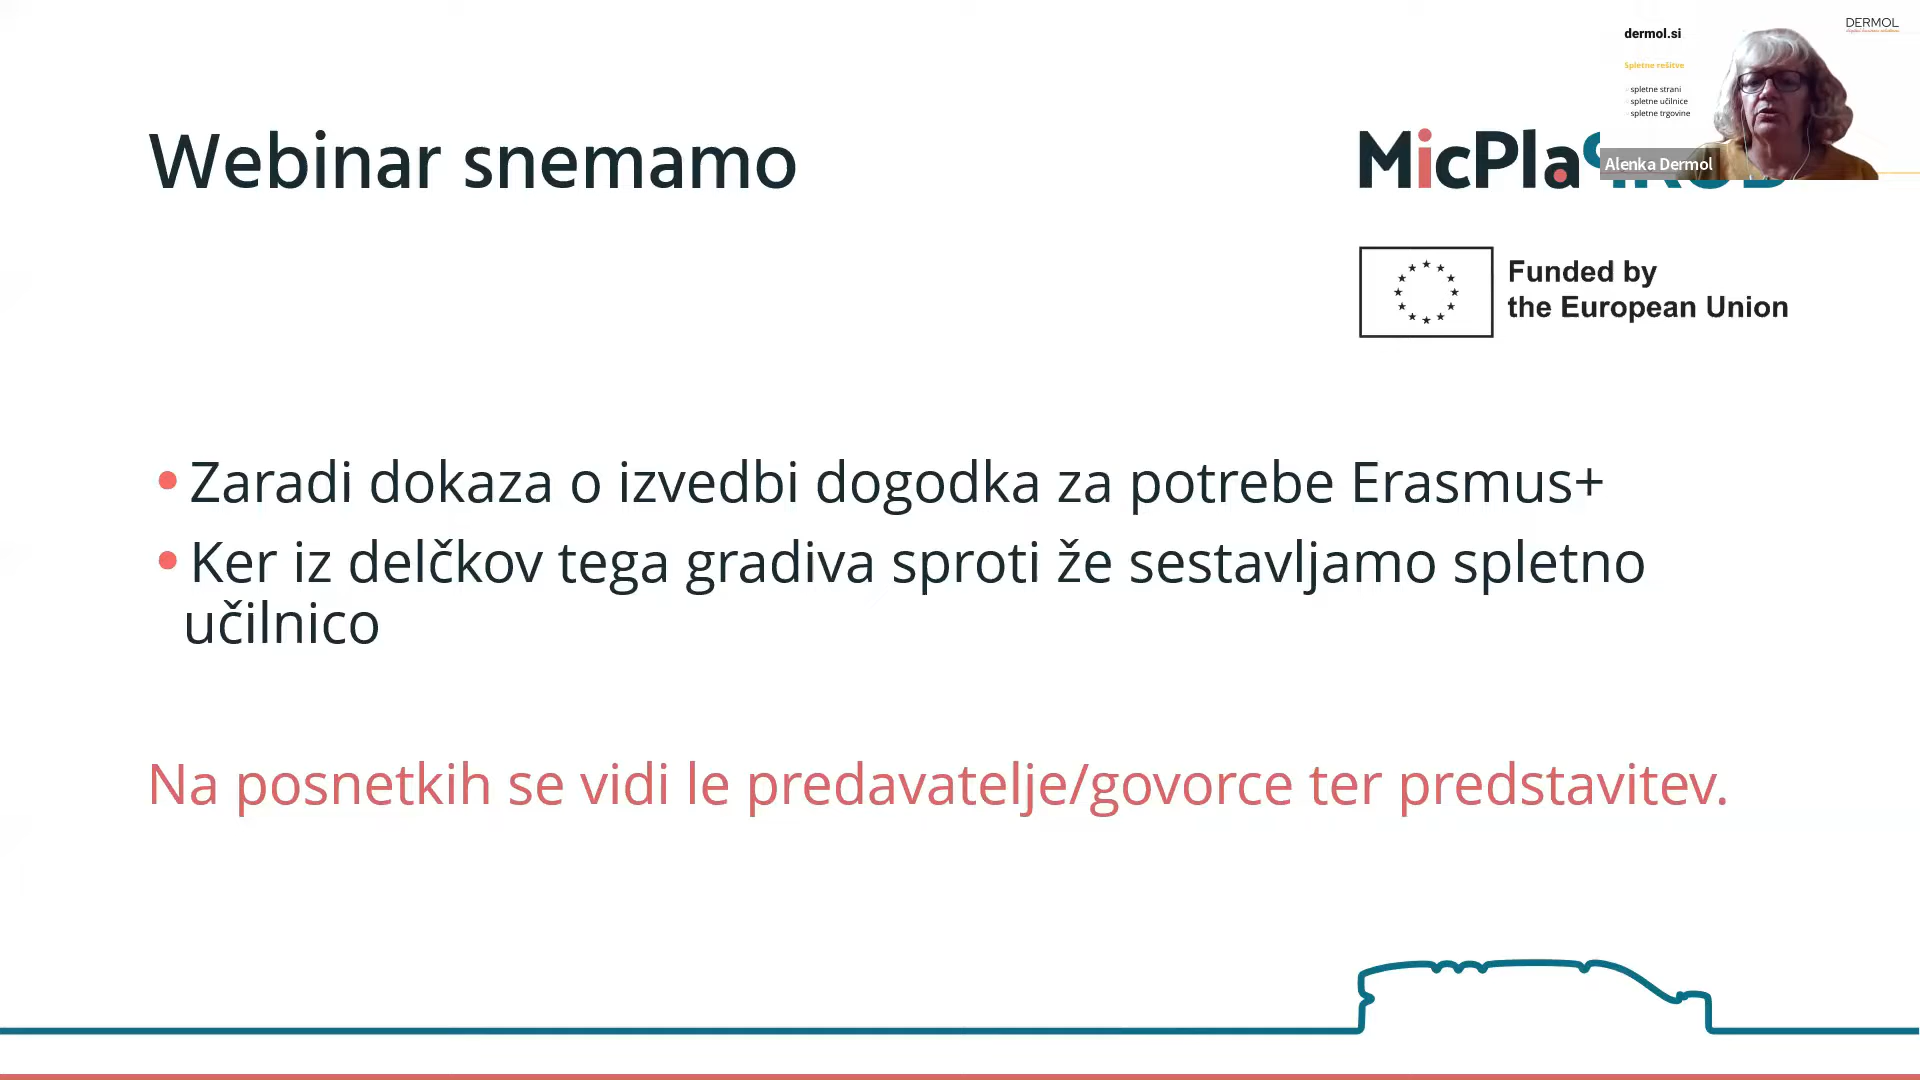 dermol.si
DERMOL
Spletne rešitve
spletne strani
spletne učilnice
spletne trgovine
Alenka Dermol
Webinar snemamo
Funded by
the European Union
Zaradi dokaza o izvedbi dogodka za potrebe Erasmus+
Ker iz delčkov tega gradiva sproti že sestavljamo spletno
učilnico
Na posnetkih se vidi le predavatelje/govorce ter predstavitev.